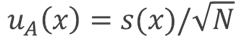 u_A(x) = s(x)/√N